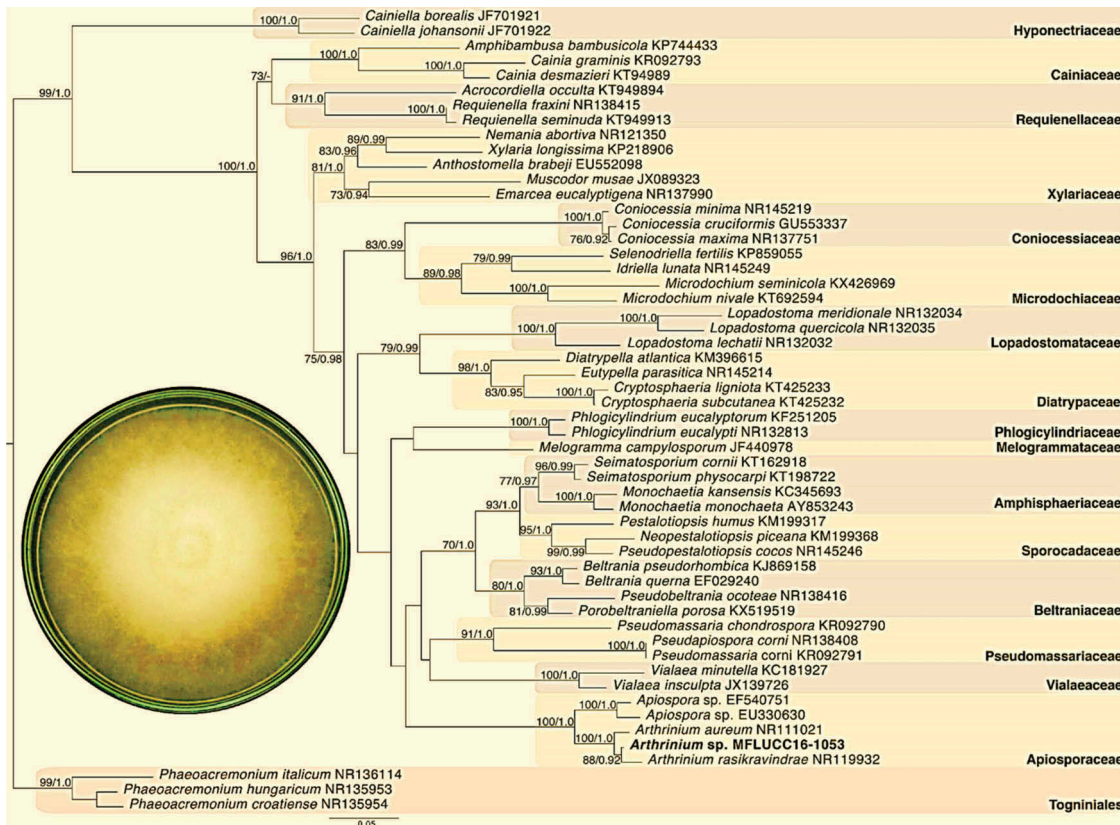 Cainiella borealis JF701921
100/1.0
Cainiella johansonii JF701922
Hyponectriaceae
Amphibambusa bambusicola KP744433
100/1.0
Cainia graminis KR092793
100/1.0
73/-
Cainia desmazieri KT94989
Cainiaceae
Acrocordiella occulta KT949894
99/1.0
91/1.0
Requienella fraxini NR138415
100/1.0
Requienella seminuda KT949913
Requienellaceae
Nemania abortiva NR121350
89/0.99
Xylaria longissima KP218906
83/0.96
Anthostomella brabeji EU552098
100/1.0
81/1.0
Muscodor musae JX089323
73/0.94
Emarcea eucalyptigena NR137990
Xylariaceae
Coniocessia minima NR145219
100/1.0
Coniocessia cruciformis GU553337
76/0.92
Coniocessia maxima NR137751
Coniocessiaceae
83/0.99
96/1.0
Selenodriella fertilis KP859055
79/0.99
Idriella lunata NR145249
89/0.98
Microdochium seminicola KX426969
100/1.0
Microdochium nivale KT692594
Microdochiaceae
Lopadostoma meridionale NR132034
100/1.0
Lopadostoma quercicola NR132035
100/1.0
Lopadostoma lechatii NR132032
Lopadostomataceae
79/0.99
75/0.98
Diatrypella atlantica KM396615
98/1.0
Eutypella parasitica NR145214
83/0.95
Cryptosphaeria ligniota KT425233
100/1.0
Cryptosphaeria subcutanea KT425232
Diatrypaceae
Phlogicylindrium eucalyptorum KF251205
100/1.0
Phlogicylindrium eucalypti NR132813
Phlogicylindriaceae
Melogramma campylosporum JF440978
Melogrammataceae
Seimatosporium cornii KT162918
96/0.99
Seimatosporium physocarpi KT198722
77/0.97
Monochaetia kansensis KC345693
100/1.0
Monochaetia monochaeta AY853243
Amphisphaeriaceae
93/1.0
Pestalotiopsis humus KM199317
95/1.0
Neopestalotiopsis piceana KM199368
99/0.99
Pseudopestalotiopsis cocos NR145246
Sporocadaceae
70/1.0
Beltrania pseudorhombica KJ869158
93/1.0
Beltrania querna EF029240
80/1.0
Pseudobeltrania ocoteae NR138416
81/0.99
Porobeltraniella porosa KX519519
Beltraniaceae
Pseudomassaria chondrospora KR092790
91/1.0
Pseudapiospora corni NR138408
100/1.0
Pseudomassaria corni KR092791
Pseudomassariaceae
Vialaea minutella KC181927
100/1.0
Vialaea insculpta JX139726
Vialaeaceae
Apiospora sp. EF540751
100/1.0
Apiospora sp. EU330630
100/1.0
Arthrinium aureum NR111021
100/1.0
Arthrinium sp. MFLUCC16-1053
88/0.92
Arthrinium rasikravindrae NR119932
Apiosporaceae
Phaeoacremonium italicum NR136114
99/1.0
Phaeoacremonium hungaricum NR135953
Phaeoacremonium croatiense NR135954
Togniniales
0.05